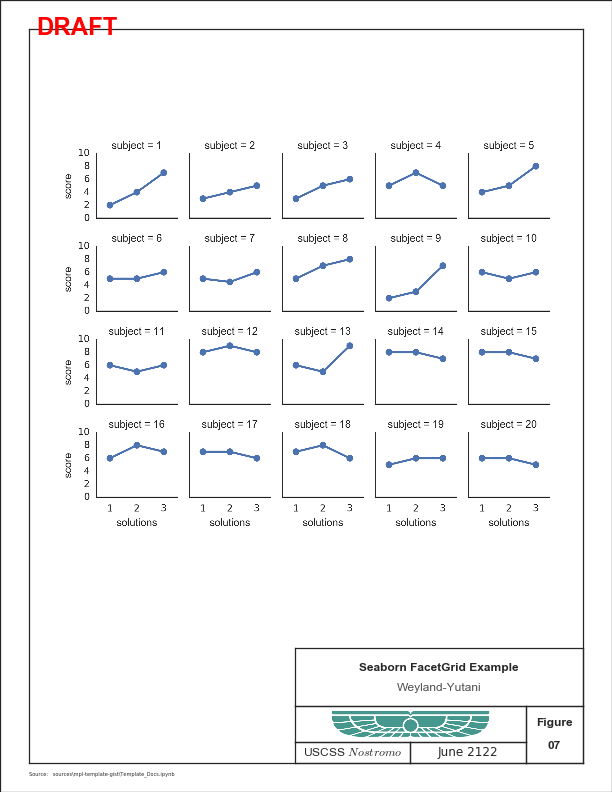 DRAFT
subject = 1 subject = 2 subject = 3 subject = 4 subject = 5
10
8
6
4
2
0
score
subject = 6 subject = 7 subject = 8 subject = 9 subject = 10
10
8
6
4
2
0
score
subject = 11 subject = 12 subject = 13 subject = 14 subject = 15
10
8
6
4
2
0
score
subject = 16 subject = 17 subject = 18 subject = 19 subject = 20
10
8
6
4
2
0
score
1 2 3 1 2 3 1 2 3 1 2 3 1 2 3
solutions solutions solutions solutions solutions
Seaborn FacetGrid Example
Weyland-Yutani
Figure
07
USCSS Nostromo June 2122
Source: sources\mpl-template-gist\Template_Docs.ipynb